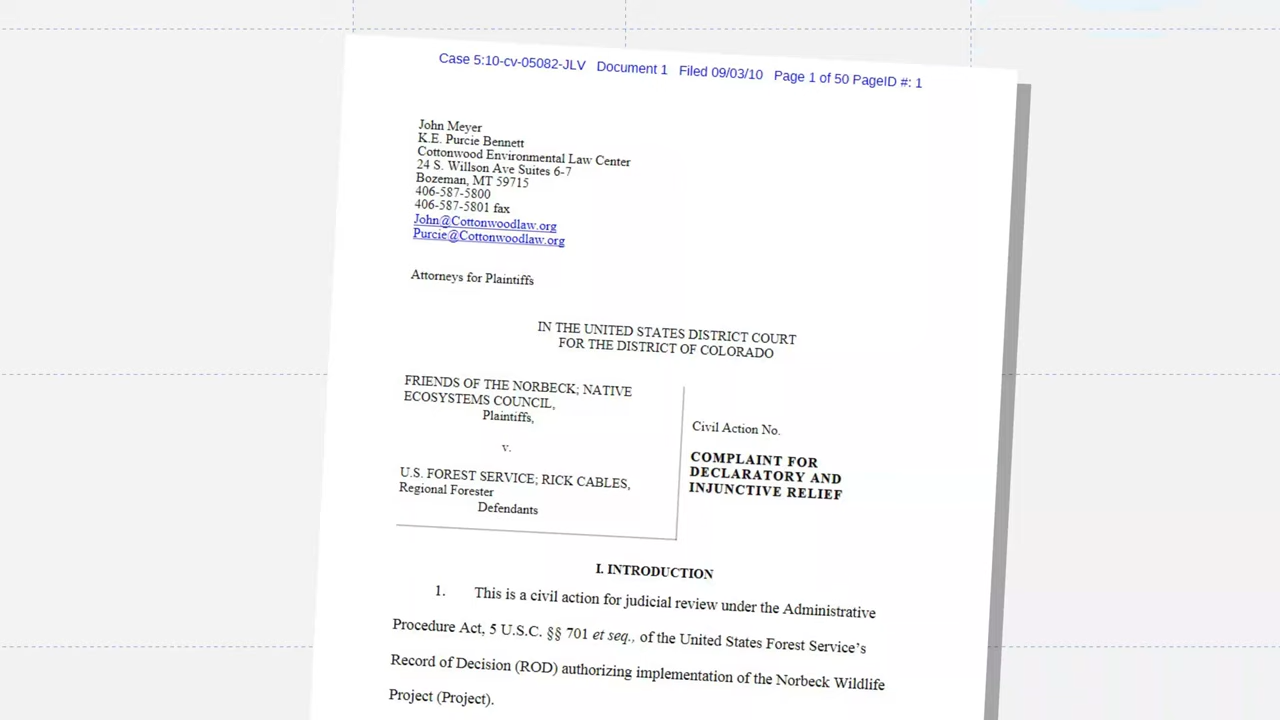 Case 5:10-cv-05082-JLV Document 1 Filed 09/03/10 Page 1 of 50 PageID #: 1
John Meyer
K.E. Purcie Bennett
Cottonwood Environmental Law Center
24 S. Willson Ave Suites 6-7
Bozeman, MT 59715
406-587-5800
406-587-5801 fax
John@Cottonwoodlaw.org
Purcie@Cottonwoodlaw.org
Attorneys for Plaintiffs
IN THE UNITED STATES DISTRICT COURT
FOR THE DISTRICT OF COLORADO
FRIENDS OF THE NORBECK; NATIVE
ECOSYSTEMS COUNCIL,
Plaintiffs,
v.
U.S. FOREST SERVICE; RICK CABLES,
Regional Forester
Defendants
Civil Action No.
COMPLAINT FOR
DECLARATORY AND
INJUNCTIVE RELIEF
I. INTRODUCTION
1. This is a civil action for judicial review under the Administrative
Procedure Act, 5 U.S.C. §§ 701 et seq., of the United States Forest Service's
Record of Decision (ROD) authorizing implementation of the Norbeck Wildlife
Project (Project).